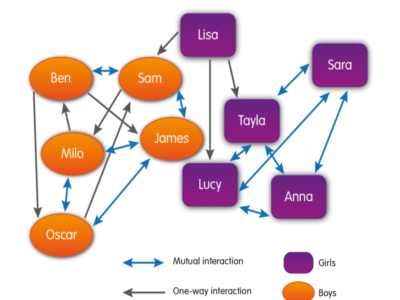 Lisa
Ben
Sam
Sara
Tayla
James
Milo
Lucy
Anna
Oscar
Mutual interaction
Girls
One-way interaction
Boys